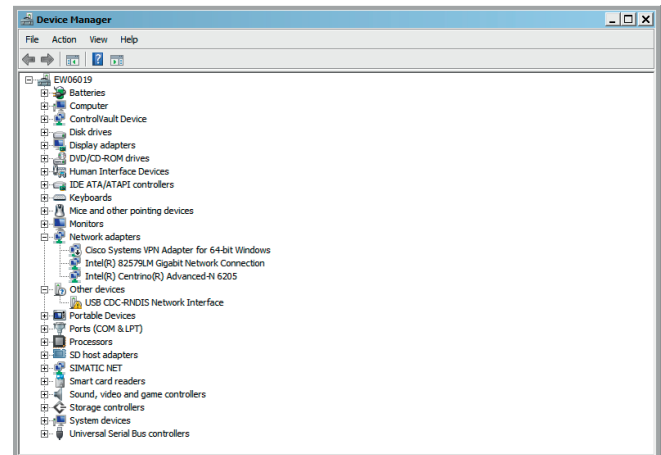 Device Manager
File Action View Help
EW06019
Batteries
Computer
ControlVault Device
Disk drives
Display adapters
DVD/CD-ROM drives
Human Interface Devices
IDE ATA/ATAPI controllers
Keyboards
Mice and other pointing devices
Monitors
Network adapters
Cisco Systems VPN Adapter for 64-bit Windows
Intel(R) 82579LM Gigabit Network Connection
Intel(R) Centrino(R) Advanced-N 6205
Other devices
USB CDC-RNDIS Network Interface
Portable Devices
Ports (COM & LPT)
Processors
SD host adapters
SIMATIC NET
Smart card readers
Sound, video and game controllers
Storage controllers
System devices
Universal Serial Bus controllers